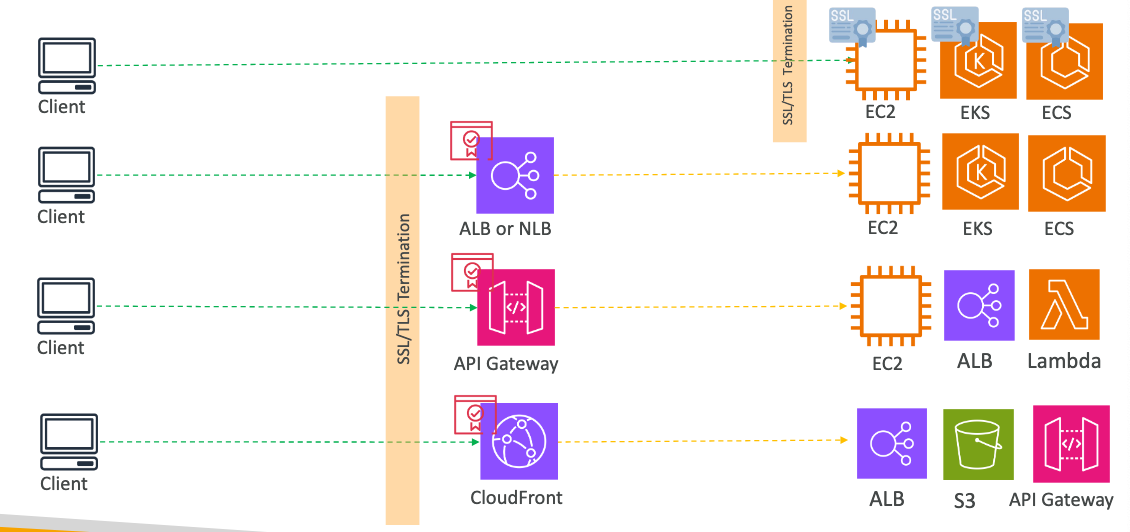 SSL
SSL
SSL
SSL/TLS Termination
Client
EC2
EKS
ECS
Client
ALB or NLB
EC2
EKS
ECS
SSL/TLS Termination
Client
API Gateway
EC2
ALB
Lambda
Client
CloudFront
ALB
S3
API Gateway